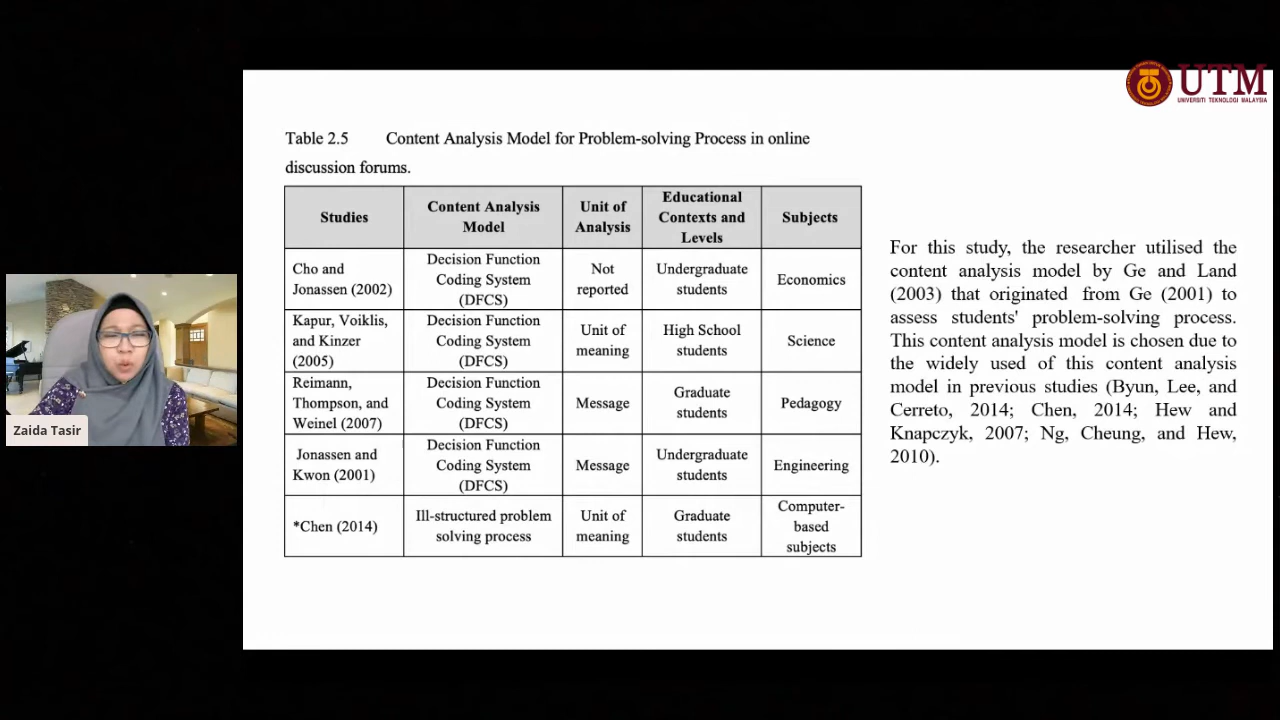 UTM
UNIVERSITI TEKNOLOGI MALAYSIA
Table 2.5 Content Analysis Model for Problem-solving Process in online
discussion forums.
Studies
Content Analysis
Model
Unit of
Analysis
Educational
Contexts and
Levels
Subjects
Cho and
Jonassen (2002)
Decision Function
Coding System
(DFCS)
Not
reported
Undergraduate
students
Economics
Kapur, Voiklis,
and Kinzer
(2005)
Decision Function
Coding System
(DFCS)
Unit of
meaning
High School
students
Science
Reimann,
Thompson, and
Weinel (2007)
Decision Function
Coding System
(DFCS)
Message
Graduate
students
Pedagogy
Jonassen and
Kwon (2001)
Decision Function
Coding System
(DFCS)
Message
Undergraduate
students
Engineering
*Chen (2014)
Ill-structured problem
solving process
Unit of
meaning
Graduate
students
Computer-
based
subjects
For this study, the researcher utilised the
content analysis model by Ge and Land
(2003) that originated from Ge (2001) to
assess students' problem-solving process.
This content analysis model is chosen due to
the widely used of this content analysis
model in previous studies (Byun, Lee, and
Cerreto, 2014; Chen, 2014; Hew and
Knapczyk, 2007; Ng, Cheung, and Hew,
2010).
Zaida Tasir